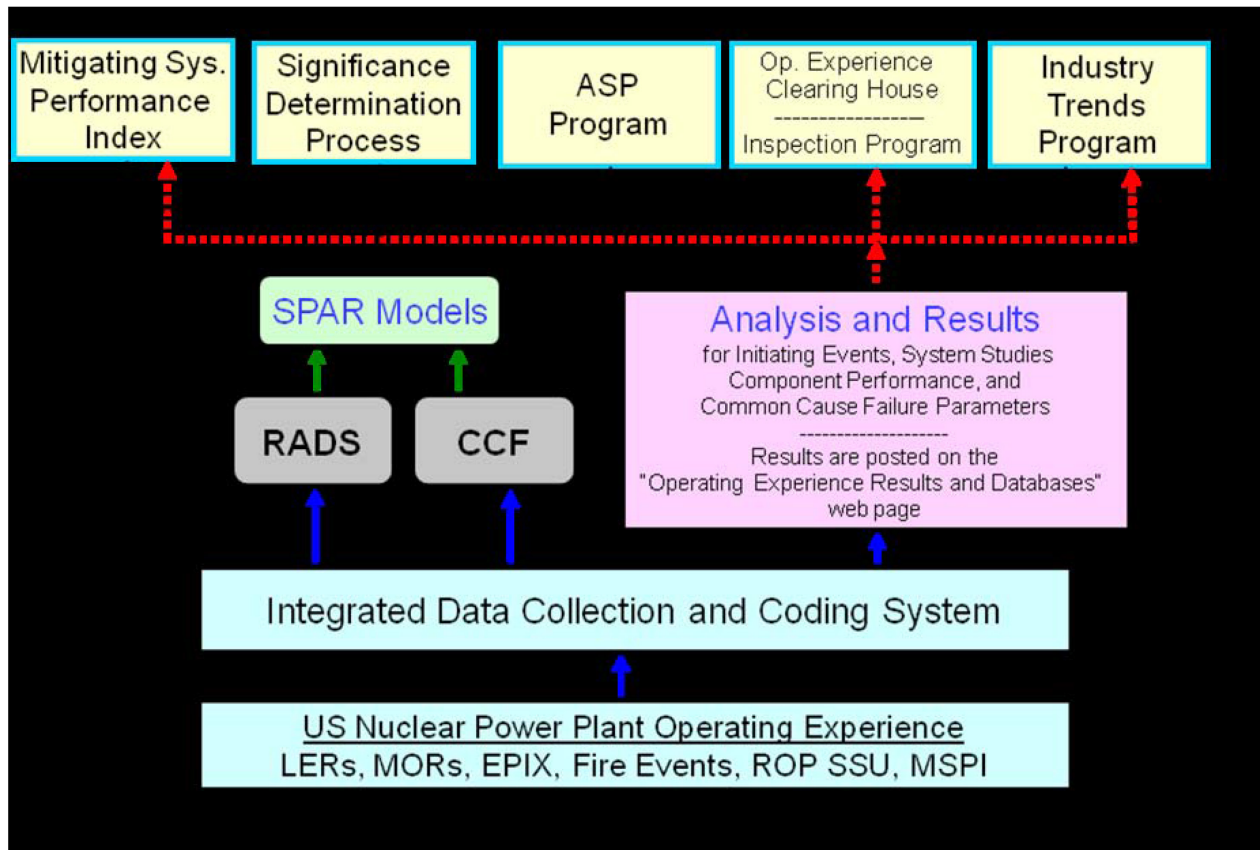 Mitigating Sys.
Performance
Index
Significance
Determination
Process
ASP
Program
Op. Experience
Clearing House
------------------
Inspection Program
Industry
Trends
Program
SPAR Models
RADS
CCF
Analysis and Results
for Initiating Events, System Studies
Component Performance, and
Common Cause Failure Parameters
--------------------
Results are posted on the
"Operating Experience Results and Databases"
web page
Integrated Data Collection and Coding System
US Nuclear Power Plant Operating Experience
LERs, MORs, EPIX, Fire Events, ROP SSU, MSPI